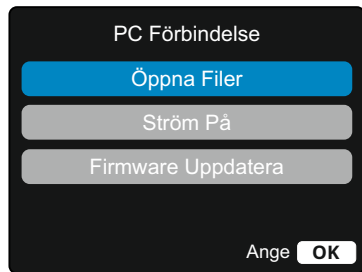 PC Förbindelse
Öppna Filer
Ström På
Firmware Uppdatera
Ange OK